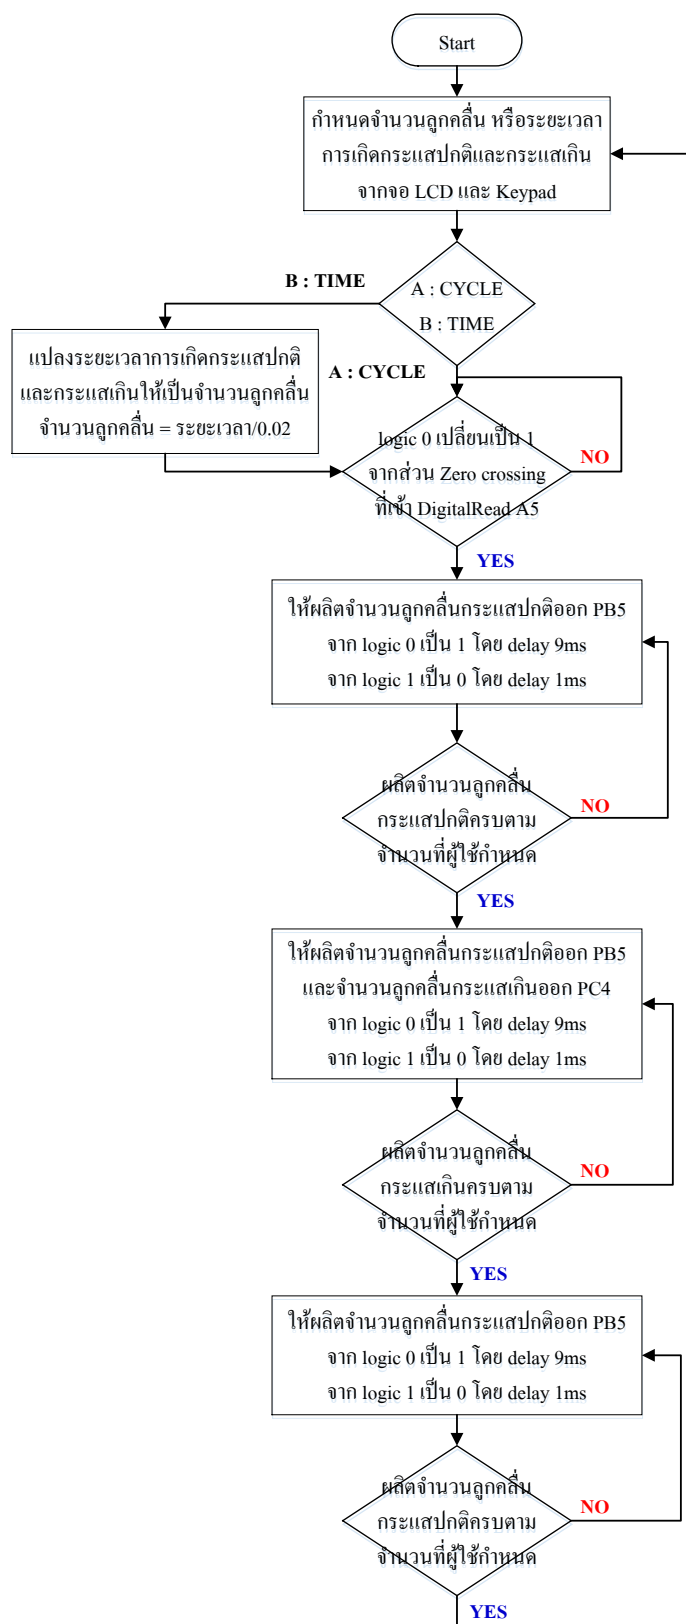 Start
กำหนดจำนวนลูกคลื่น หรือระยะเวลา
การเกิดกระแสปกติและกระแสเกิน
จากจอ LCD และ Keypad
B : TIME
A : CYCLE
B : TIME
แปลงระยะเวลาการเกิดกระแสปกติ
และกระแสเกินให้เป็นจำนวนลูกคลื่น
จำนวนลูกคลื่น = ระยะเวลา/0.02
A : CYCLE
logic 0 เปลี่ยนเป็น 1
จากส่วน Zero crossing
ที่เข้า DigitalRead A5
NO
YES
ให้ผลิตจำนวนลูกคลื่นกระแสปกติออก PB5
จาก logic 0 เป็น 1 โดย delay 9ms
จาก logic 1 เป็น 0 โดย delay 1ms
ผลิตจำนวนลูกคลื่น
กระแสปกติครบตาม
จำนวนที่ผู้ใช้กำหนด
NO
YES
ให้ผลิตจำนวนลูกคลื่นกระแสปกติออก PB5
และจำนวนลูกคลื่นกระแสเกินออก PC4
จาก logic 0 เป็น 1 โดย delay 9ms
จาก logic 1 เป็น 0 โดย delay 1ms
ผลิตจำนวนลูกคลื่น
กระแสเกินครบตาม
จำนวนที่ผู้ใช้กำหนด
NO
YES
ให้ผลิตจำนวนลูกคลื่นกระแสปกติออก PB5
จาก logic 0 เป็น 1 โดย delay 9ms
จาก logic 1 เป็น 0 โดย delay 1ms
ผลิตจำนวนลูกคลื่น
กระแสปกติครบตาม
จำนวนที่ผู้ใช้กำหนด
NO
YES